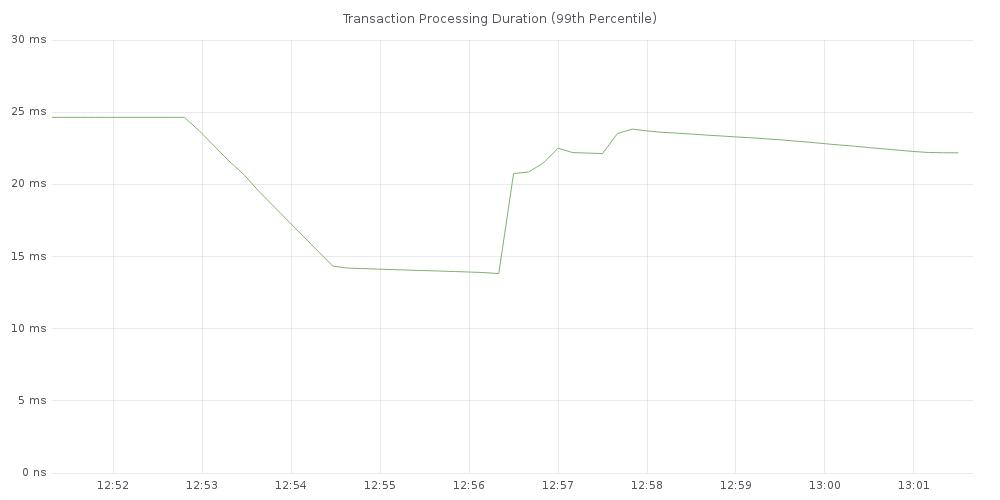 Transaction Processing Duration (99th Percentile)
30 ms
25 ms
20 ms
15 ms
10 ms
5 ms
0 ns
12:52 12:53 12:54 12:55 12:56 12:57 12:58 12:59 13:00 13:01